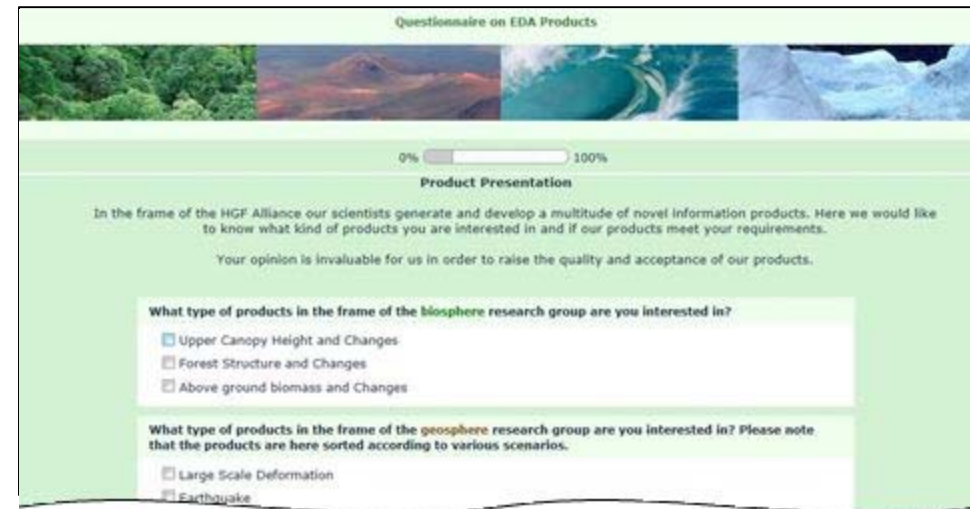 Questionnaire on EDA Products
0% 100%
Product Presentation
In the frame of the HGF Alliance our scientists generate and develop a multitude of novel information products. Here we would like
to know what kind of products you are interested in and if our products meet your requirements.
Your opinion is invaluable for us in order to raise the quality and acceptance of our products.
What type of products in the frame of the biosphere research group are you interested in?
Upper Canopy Height and Changes
Forest Structure and Changes
Above ground biomass and Changes
What type of products in the frame of the geosphere research group are you interested in? Please note
that the products are here sorted according to various scenarios.
Large Scale Deformation
Earthquake